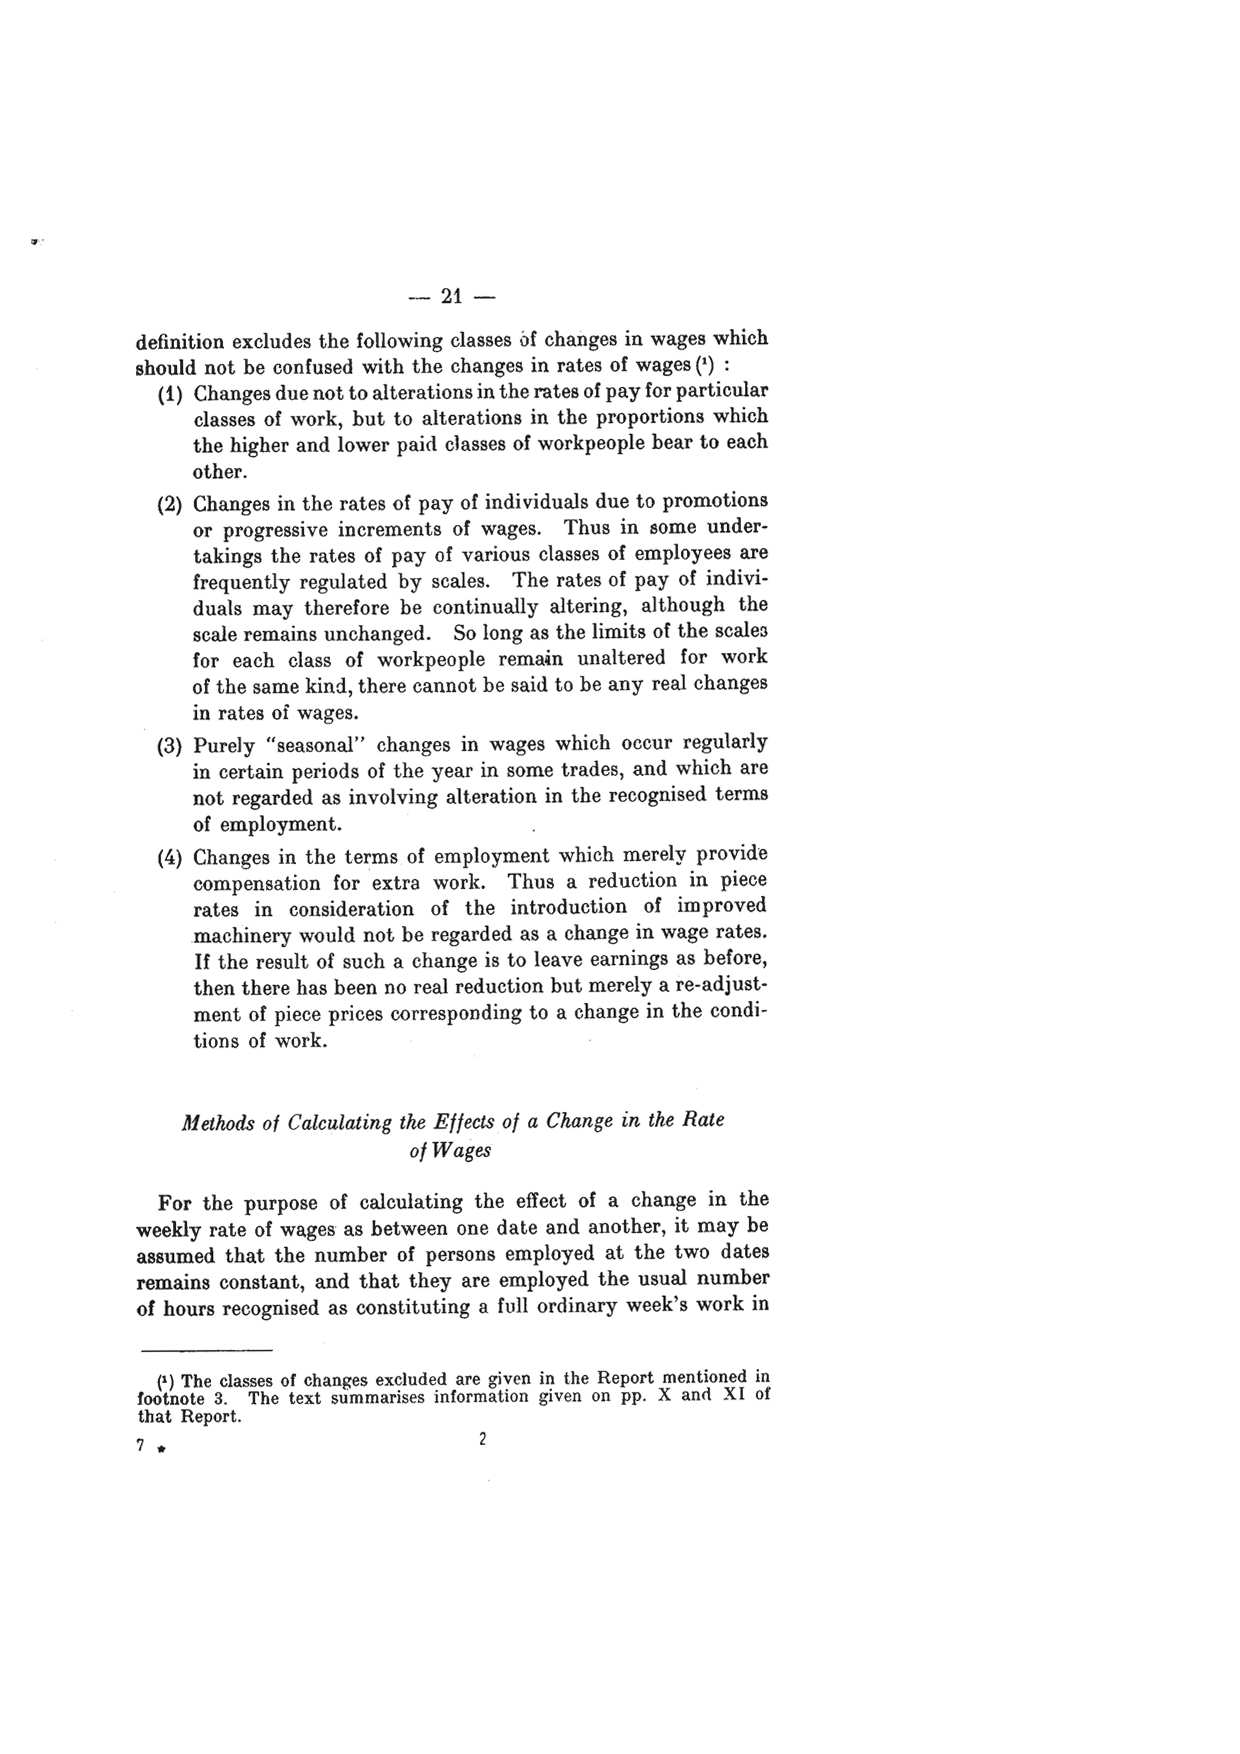 — 21 —
definition excludes the following classes of changes in wages which
should not be confused with the changes in rates of wages (¹) :
(1) Changes due not to alterations in the rates of pay for particular
classes of work, but to alterations in the proportions which
the higher and lower paid classes of workpeople bear to each
other.
(2) Changes in the rates of pay of individuals due to promotions
or progressive increments of wages. Thus in some under-
takings the rates of pay of various classes of employees are
frequently regulated by scales. The rates of pay of indivi-
duals may therefore be continually altering, although the
scale remains unchanged. So long as the limits of the scales
for each class of workpeople remain unaltered for work
of the same kind, there cannot be said to be any real changes
in rates of wages.
(3) Purely “seasonal” changes in wages which occur regularly
in certain periods of the year in some trades, and which are
not regarded as involving alteration in the recognised terms
of employment.
(4) Changes in the terms of employment which merely provide
compensation for extra work. Thus a reduction in piece
rates in consideration of the introduction of improved
machinery would not be regarded as a change in wage rates.
If the result of such a change is to leave earnings as before,
then there has been no real reduction but merely a re-adjust-
ment of piece prices corresponding to a change in the condi-
tions of work.
Methods of Calculating the Effects of a Change in the Rate
of Wages
For the purpose of calculating the effect of a change in the
weekly rate of wages as between one date and another, it may be
assumed that the number of persons employed at the two dates
remains constant, and that they are employed the usual number
of hours recognised as constituting a full ordinary week's work in
(¹) The classes of changes excluded are given in the Report mentioned in
footnote 3. The text summarises information given on pp. X and XI of
that Report.
7 * 2